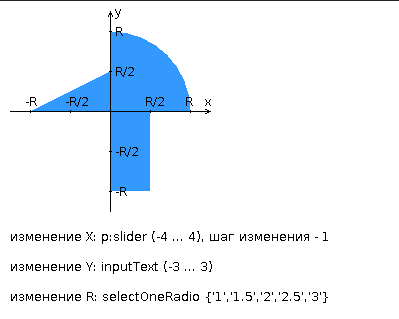 y
R
R/2
-R -R/2 R/2 R x
-R/2
-R
изменение X: p:slider (-4 ... 4), шаг изменения - 1
изменение Y: inputText (-3 ... 3)
изменение R: selectOneRadio {'1','1.5','2','2.5','3'}